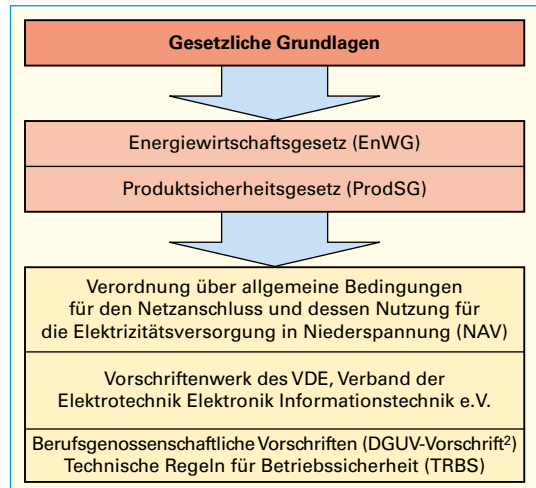 Gesetzliche Grundlagen
Energiewirtschaftsgesetz (EnWG)
Produktsicherheitsgesetz (ProdSG)
Verordnung über allgemeine Bedingungen
für den Netzanschluss und dessen Nutzung für
die Elektrizitätsversorgung in Niederspannung (NAV)
Vorschriftenwerk des VDE, Verband der
Elektrotechnik Elektronik Informationstechnik e.V.
Berufsgenossenschaftliche Vorschriften (DGUV-Vorschrift²)
Technische Regeln für Betriebssicherheit (TRBS)